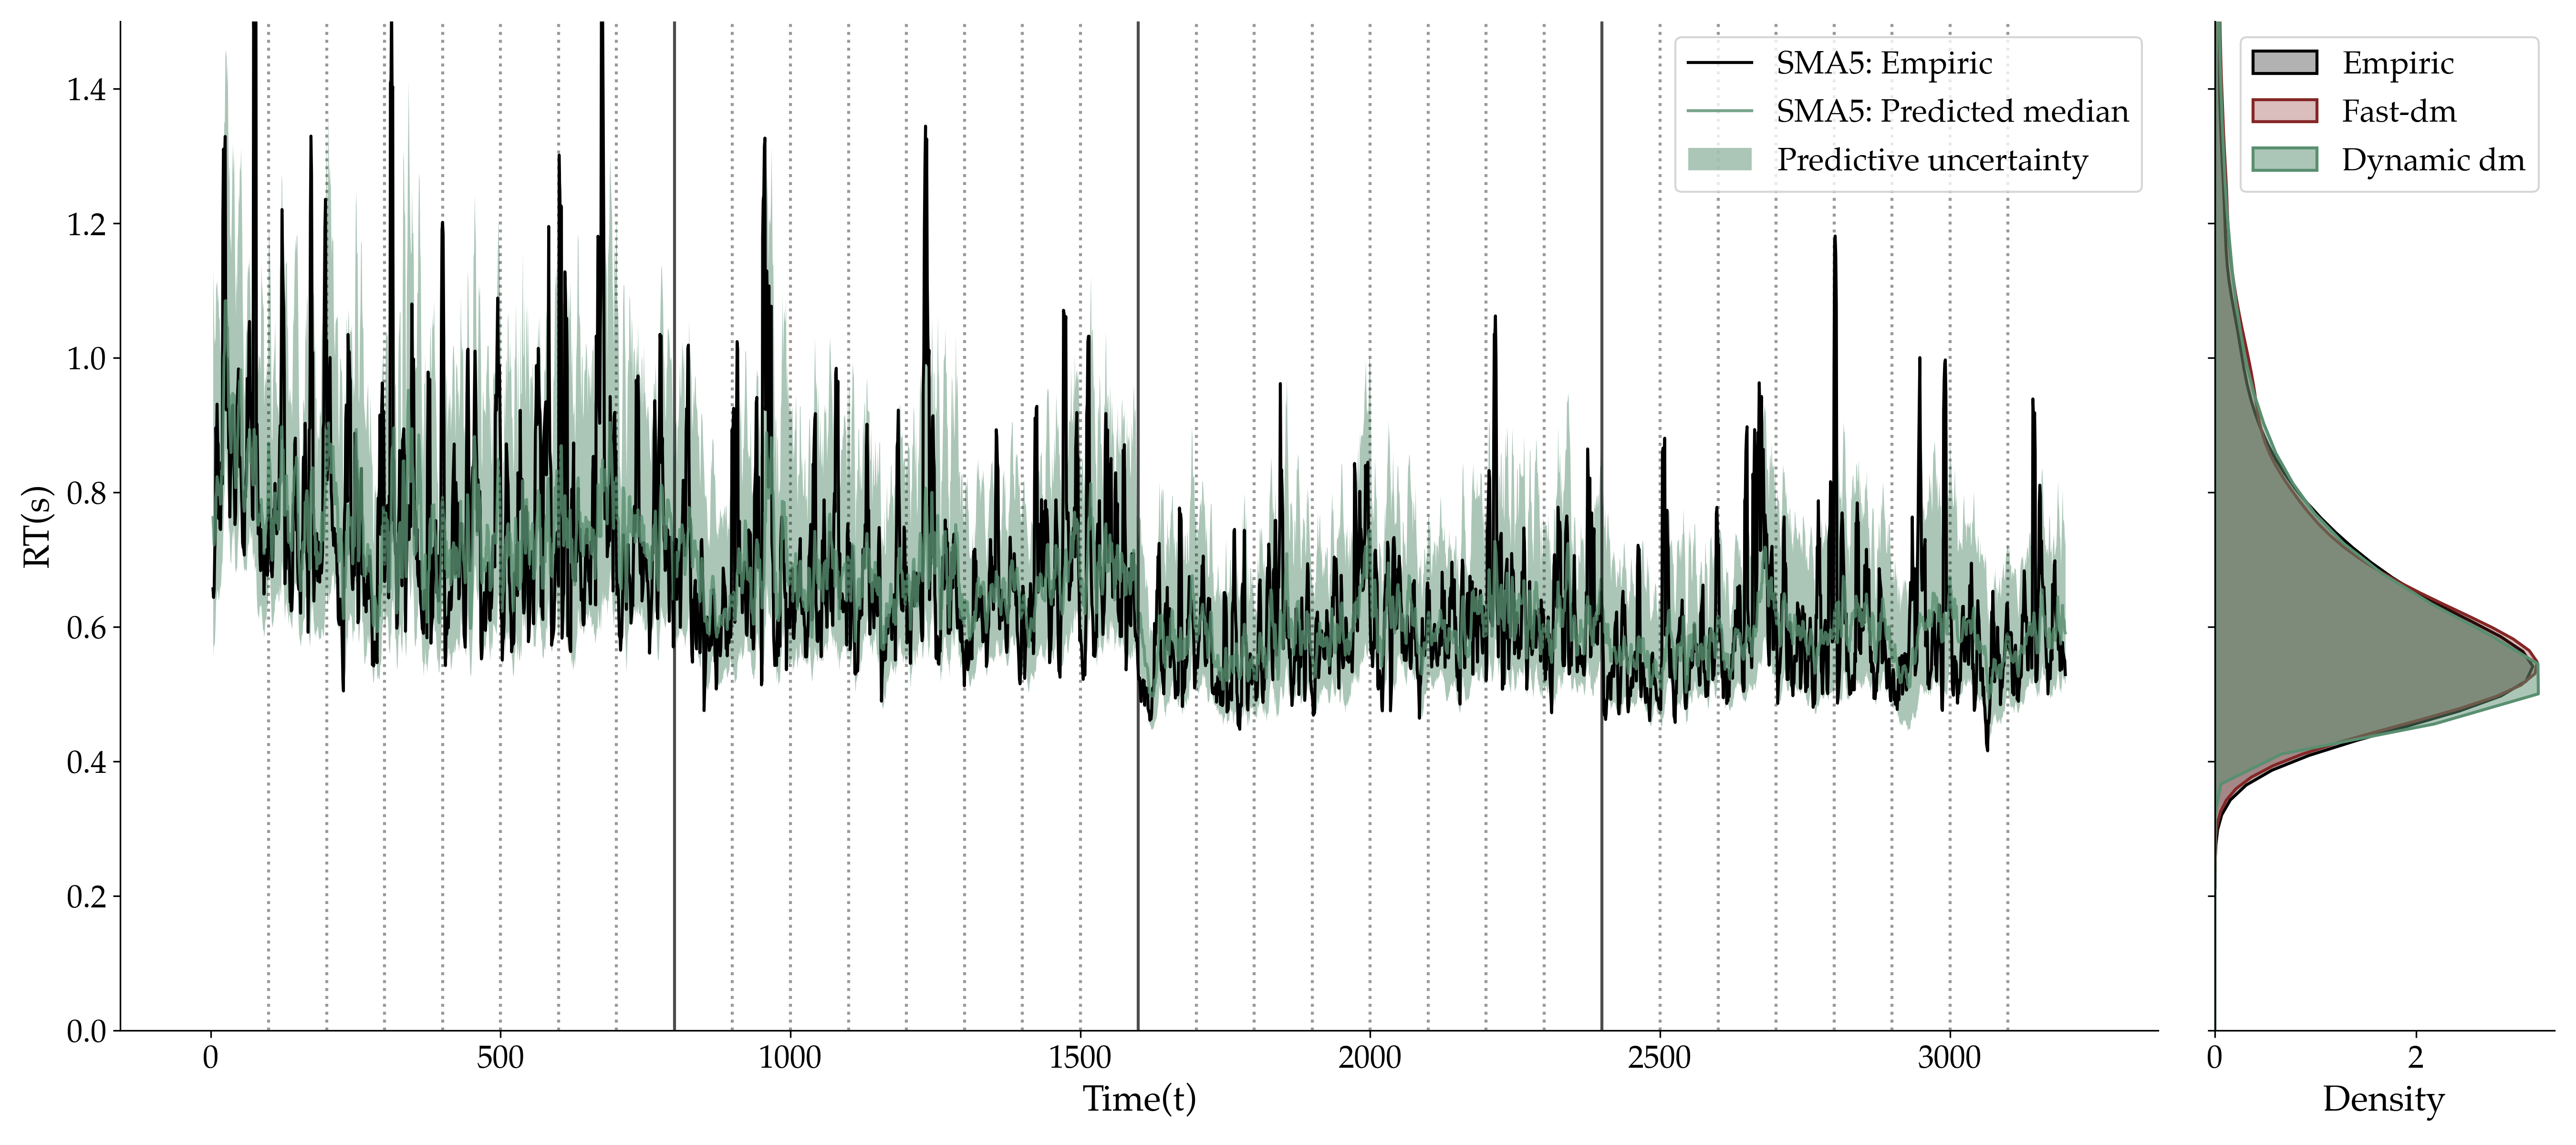 SMA5: Empiric
SMA5: Predicted median
Predictive uncertainty
Empiric
Fast-dm
Dynamic dm
RT(s)
1.4
1.2
1.0
0.8
0.6
0.4
0.2
0.0
0 500 1000 1500 2000 2500 3000
Time(t)
0 2
Density